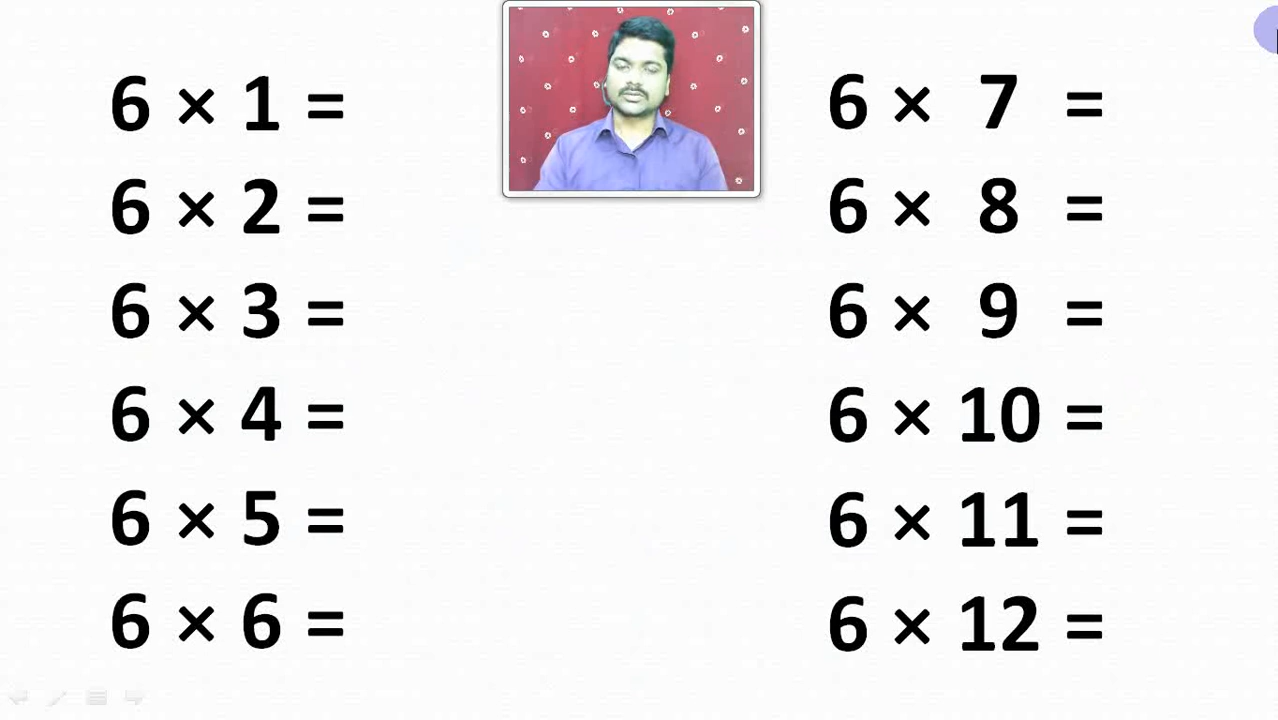 6 × 1 =
6 × 2 =
6 × 3 =
6 × 4 =
6 × 5 =
6 × 6 =
6 × 7 =
6 × 8 =
6 × 9 =
6 × 10 =
6 × 11 =
6 × 12 =